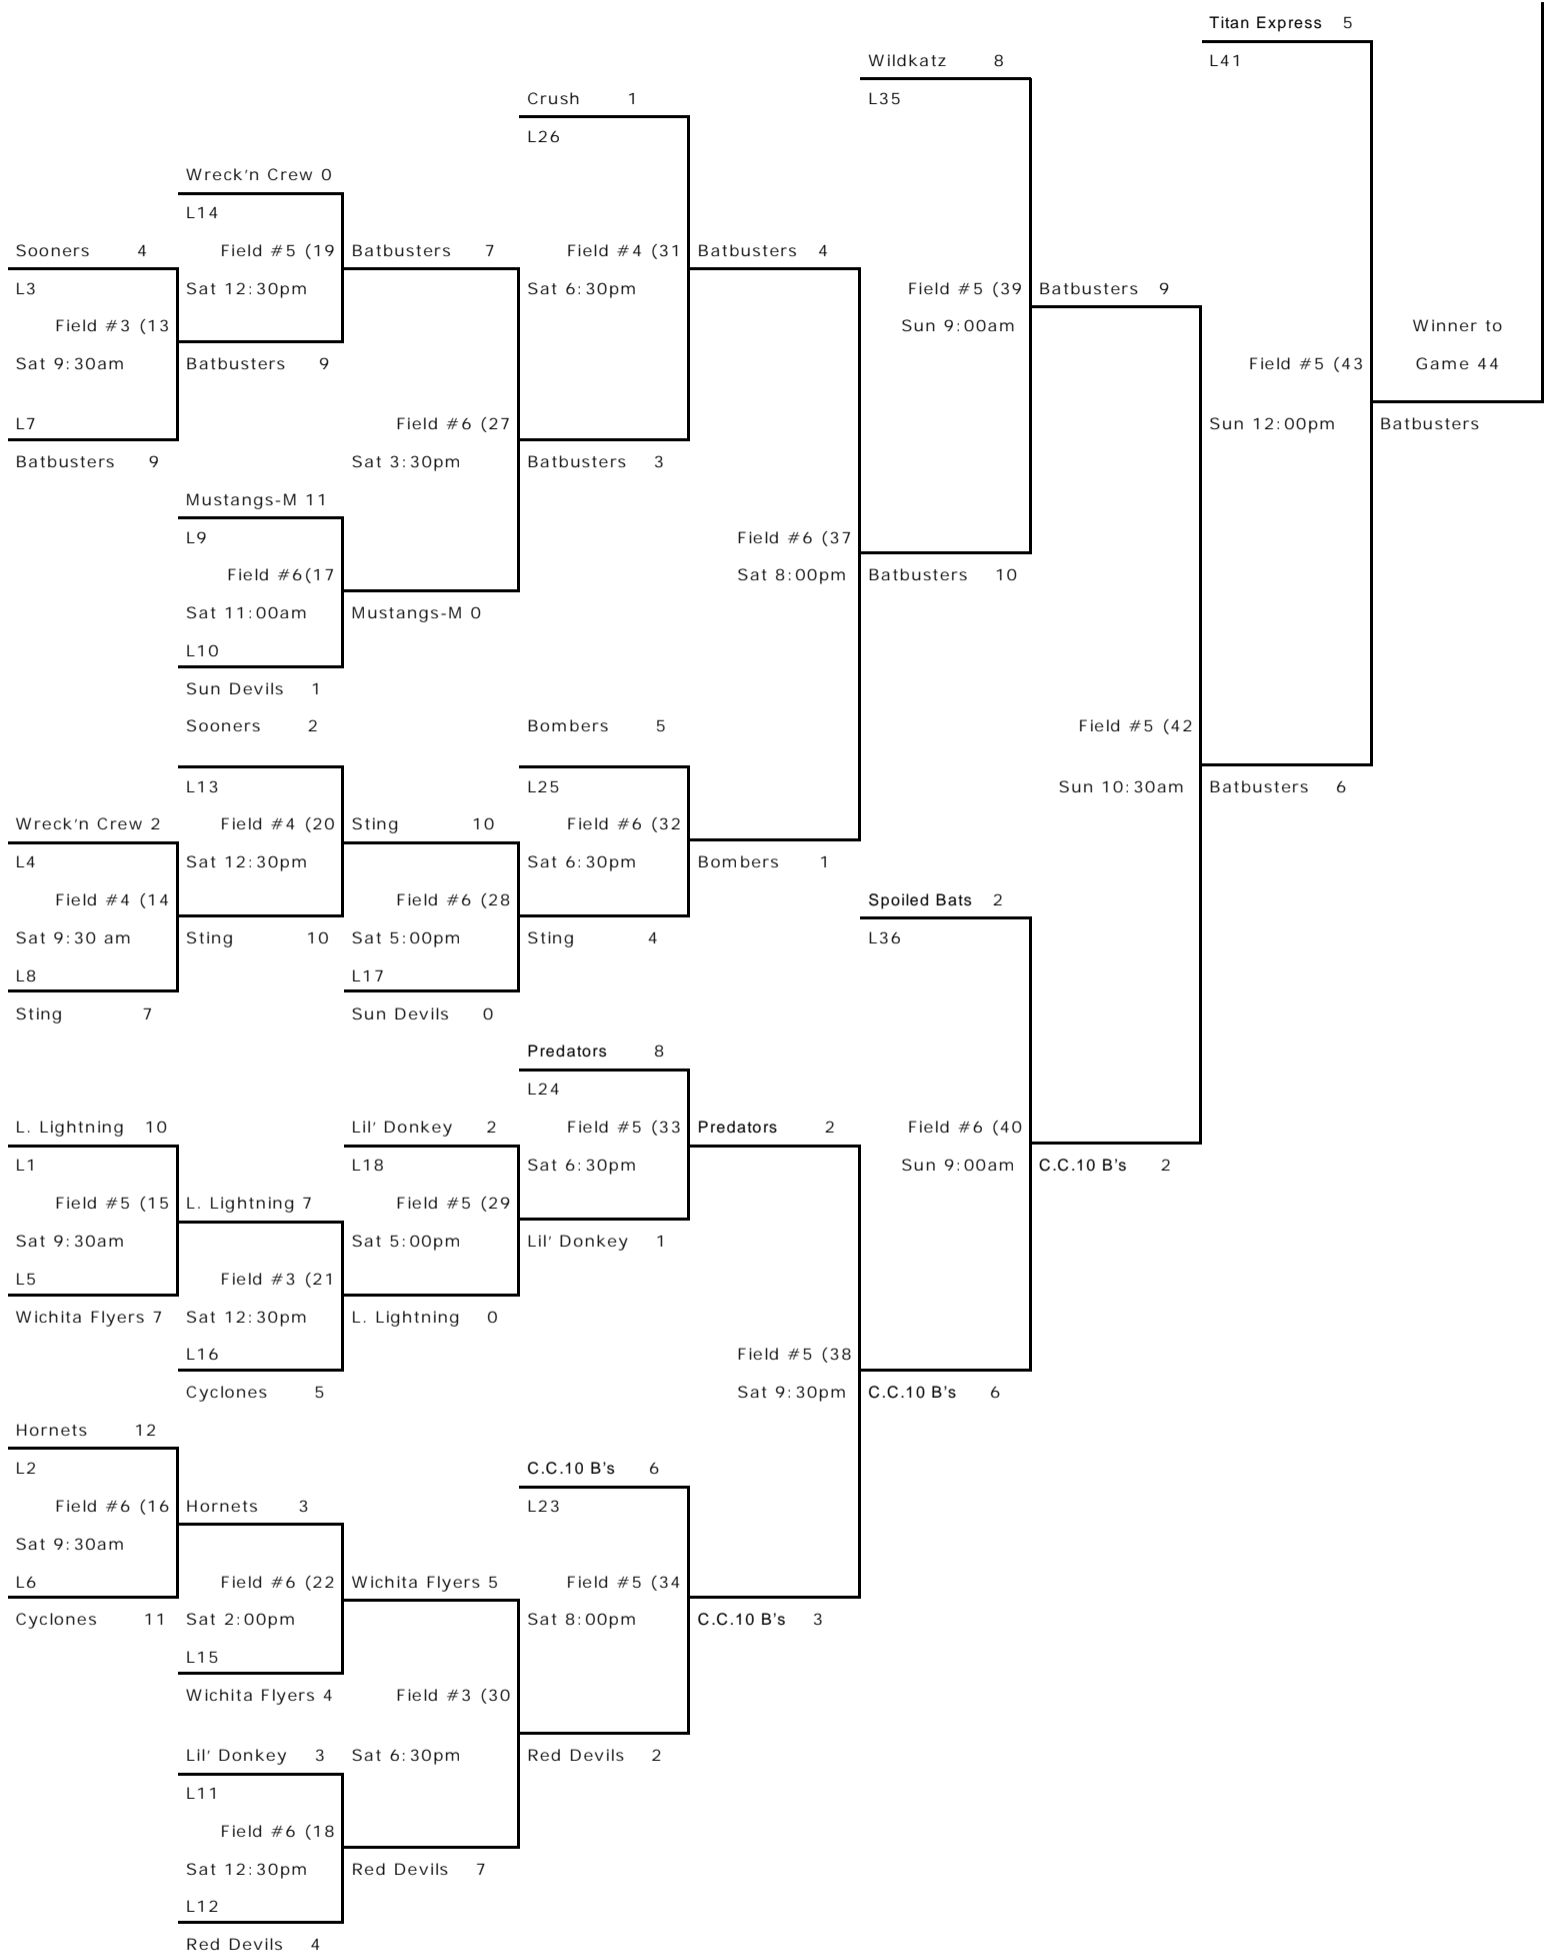 Titan Express 5
L41
Wildkatz 8
L35
Crush 1
L26
Wreck'n Crew 0
L14
Sooners 4
Field #5 (19
Batbusters 7
Field #4 (31
Batbusters 4
L3
Sat 12:30pm
Sat 6:30pm
Field #5 (39
Batbusters 9
Field #3 (13
Sun 9:00am
Winner to
Sat 9:30am
Batbusters 9
Field #5 (43
Game 44
L7
Field #6 (27
Sun 12:00pm
Batbusters
Batbusters 9
Sat 3:30pm
Batbusters 3
Mustangs-M 11
L9
Field #6 (37
Field #6(17
Sat 8:00pm
Batbusters 10
Sat 11:00am
Mustangs-M 0
L10
Sun Devils 1
Sooners 2
Bombers 5
Field #5 (42
L13
L25
Sun 10:30am
Batbusters 6
Wreck'n Crew 2
Field #4 (20
Sting 10
Field #6 (32
L4
Sat 12:30pm
Sat 6:30pm
Bombers 1
Field #4 (14
Field #6 (28
Spoiled Bats 2
Sat 9:30 am
Sting 10
Sat 5:00pm
Sting 4
L36
L8
L17
Sting 7
Sun Devils 0
Predators 8
L24
L. Lightning 10
Lil' Donkey 2
Field #5 (33
Predators 2
Field #6 (40
L1
L18
Sat 6:30pm
Sun 9:00am
C.C.10 B's 2
Field #5 (15
L. Lightning 7
Field #5 (29
Sat 9:30am
Sat 5:00pm
Lil' Donkey 1
L5
Field #3 (21
Wichita Flyers 7
Sat 12:30pm
L. Lightning 0
L16
Field #5 (38
Cyclones 5
Sat 9:30pm
C.C.10 B's 6
Hornets 12
L2
C.C.10 B's 6
Field #6 (16
Hornets 3
L23
Sat 9:30am
L6
Field #6 (22
Wichita Flyers 5
Field #5 (34
Cyclones 11
Sat 2:00pm
Sat 8:00pm
C.C.10 B's 3
L15
Wichita Flyers 4
Field #3 (30
Lil' Donkey 3
Sat 6:30pm
Red Devils 2
L11
Field #6 (18
Sat 12:30pm
Red Devils 7
L12
Red Devils 4